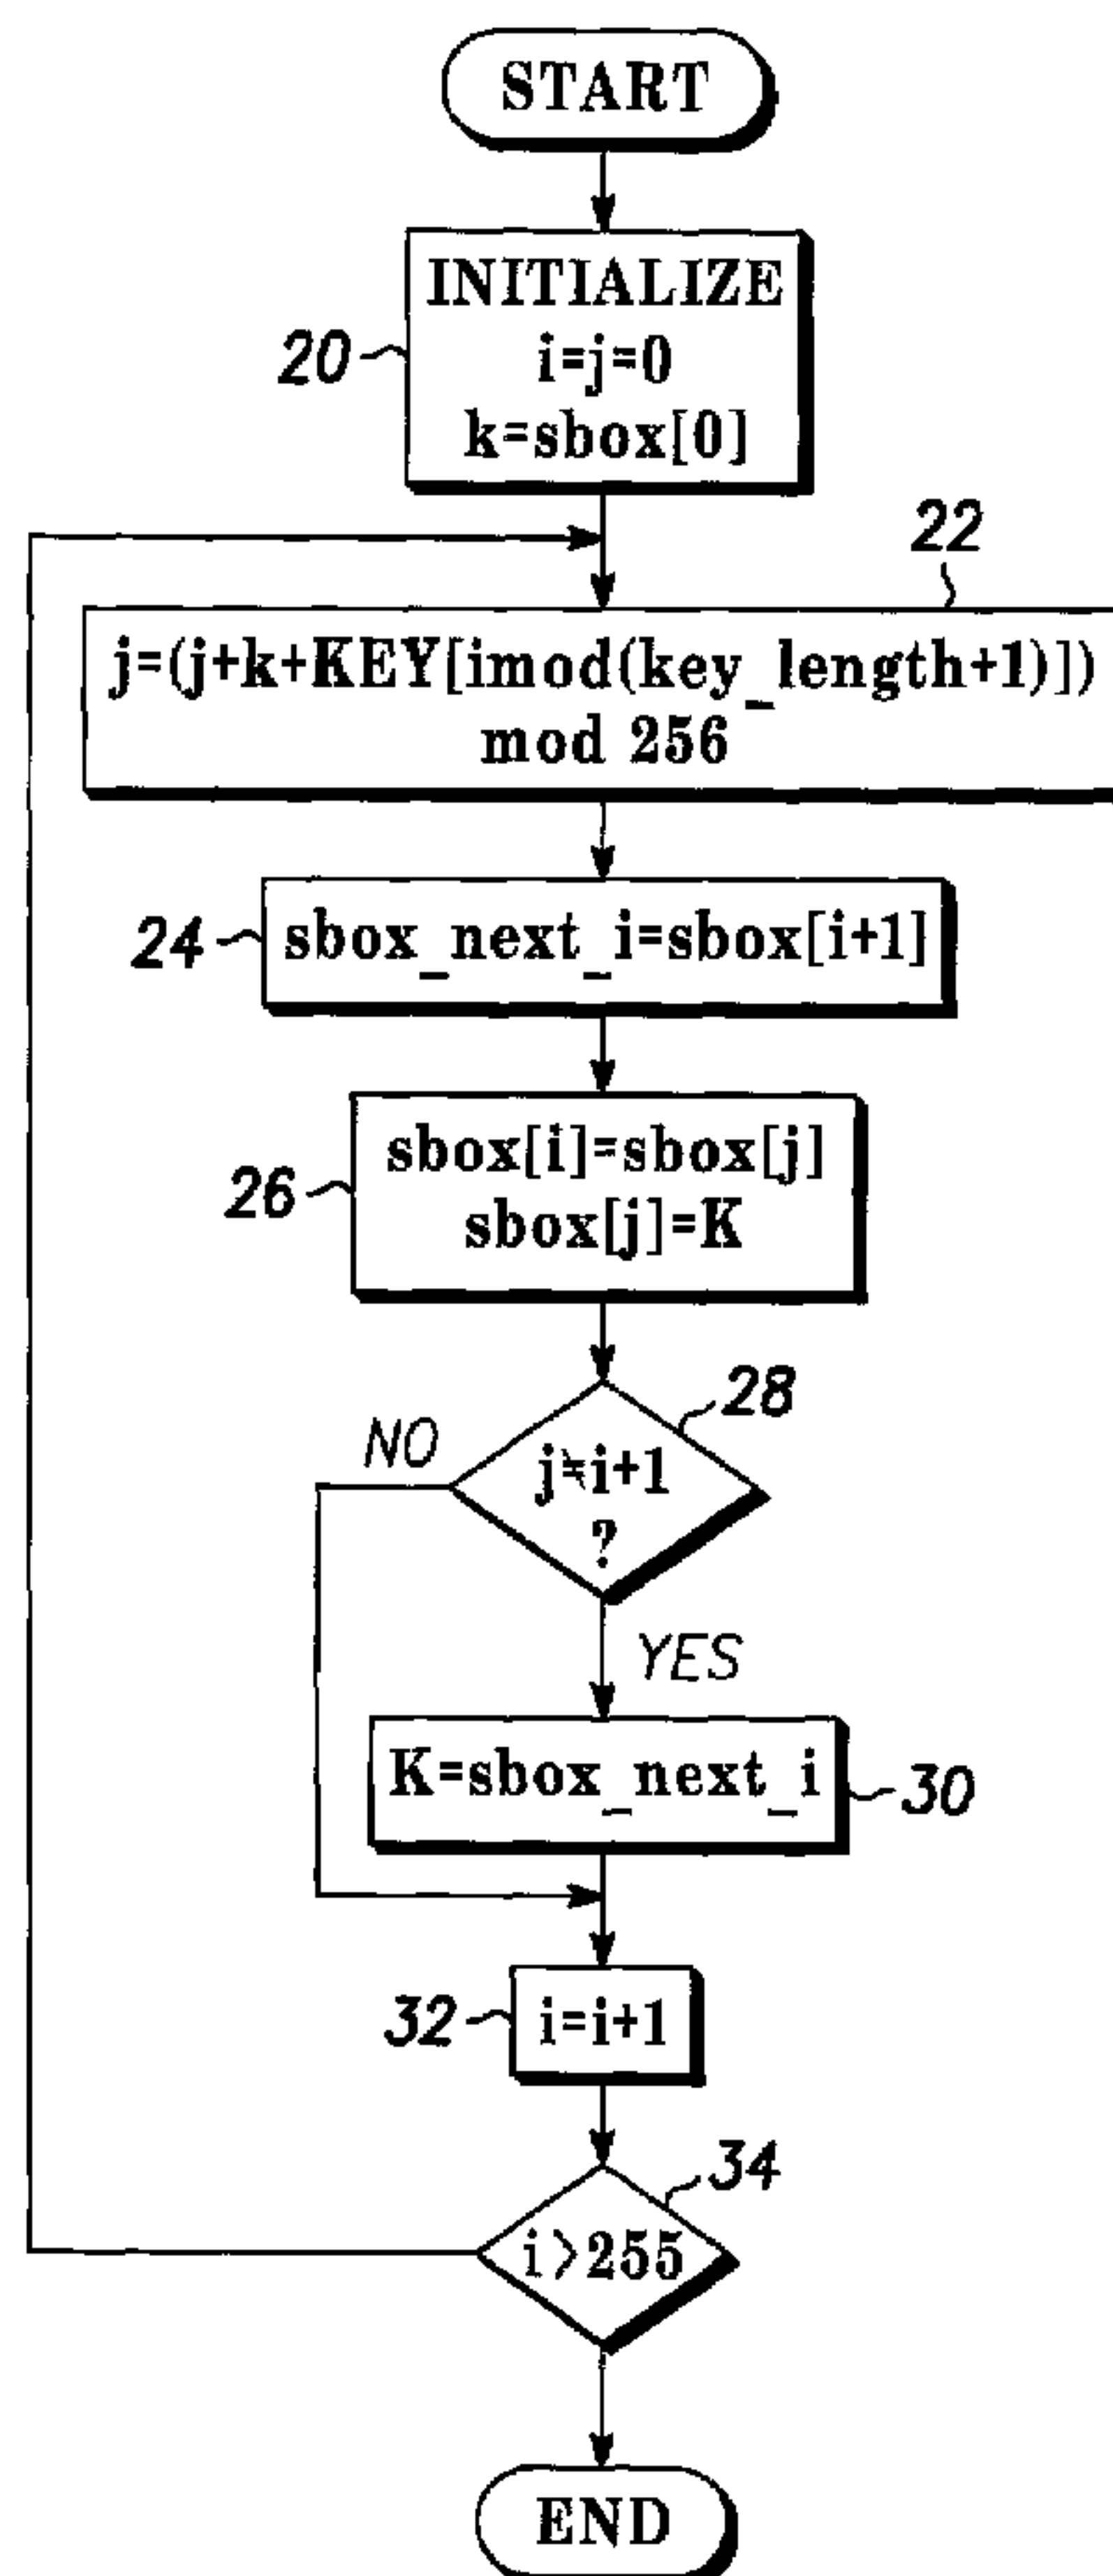 START
INITIALIZE
i=j=0
k=sbox[0]
20
22
j=(j+k+KEY[imod(key_length+1)])
mod 256
24
sbox_next_i=sbox[i+1]
26
sbox[i]=sbox[j]
sbox[j]=K
28
NO
j≠i+1
?
YES
K=sbox_next_i
30
32
i=i+1
34
i>255
END